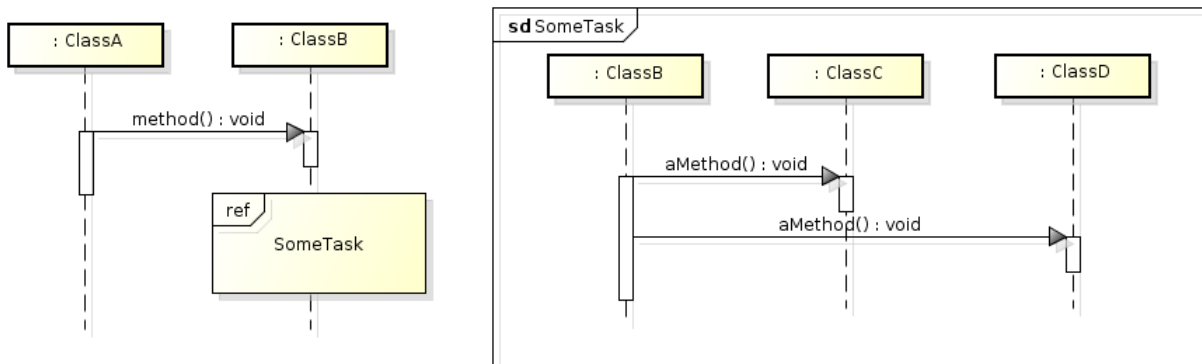 : ClassA
: ClassB
method() : void
ref
SomeTask
sd SomeTask
: ClassB
: ClassC
: ClassD
aMethod() : void
aMethod() : void